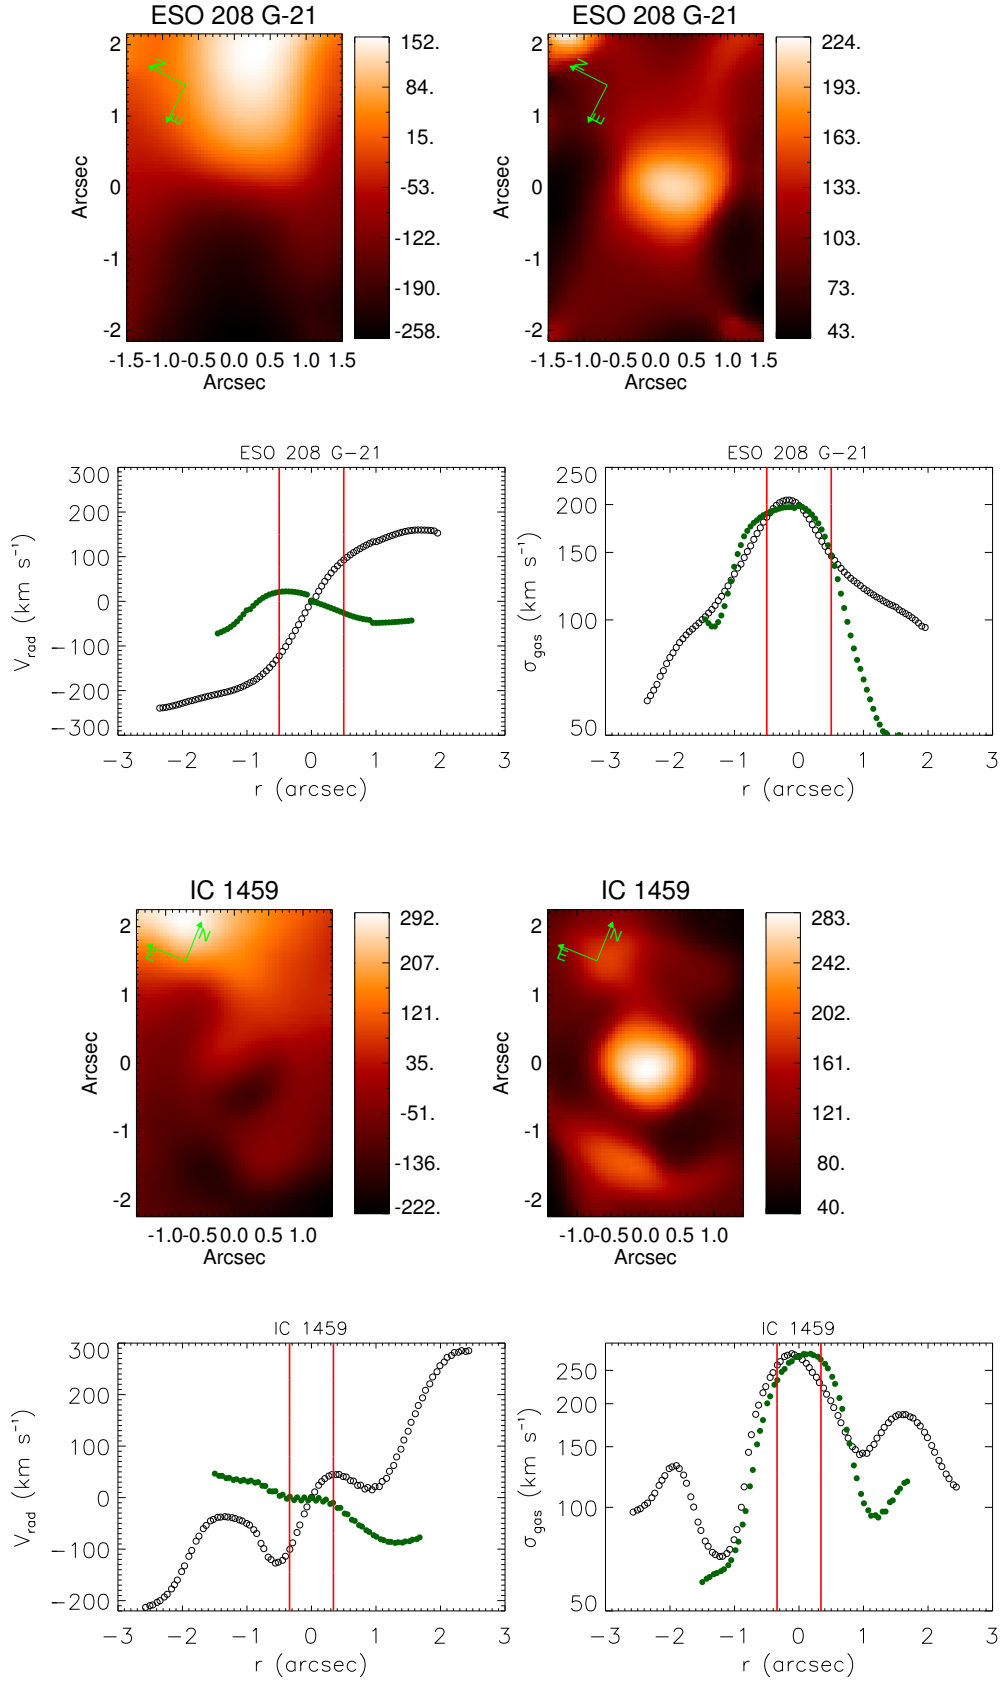 ESO 208 G-21 ESO 208 G-21
2 152. 2 224.
N N
84. 193.
E E
1 15. 1 163.
Arcsec 0 -53. Arcsec 0 133.
-122. 103.
-1 -190. -1 73.
-2 -258. -2 43.
-1.5 -1.0 -0.5 0.0 0.5 1.0 1.5 -1.5 -1.0 -0.5 0.0 0.5 1.0 1.5
Arcsec Arcsec
ESO 208 G-21 ESO 208 G-21
300 250
200 200
100 150
V_rad (km s⁻¹) 0 σ_gas (km s⁻¹) 100
-100
-200
-300 50
-3 -2 -1 0 1 2 3 -3 -2 -1 0 1 2 3
r (arcsec) r (arcsec)
IC 1459 IC 1459
2 292. 2 283.
N N
E 207. E 242.
1 121. 1 202.
Arcsec 0 35. Arcsec 0 161.
-1 -51. -1 121.
-136. 80.
-2 -222. -2 40.
-1.0 -0.5 0.0 0.5 1.0 -1.0 -0.5 0.0 0.5 1.0
Arcsec Arcsec
IC 1459 IC 1459
300 250
200 200
100 150
V_rad (km s⁻¹) 0 σ_gas (km s⁻¹) 100
-100
-200 50
-3 -2 -1 0 1 2 3 -3 -2 -1 0 1 2 3
r (arcsec) r (arcsec)